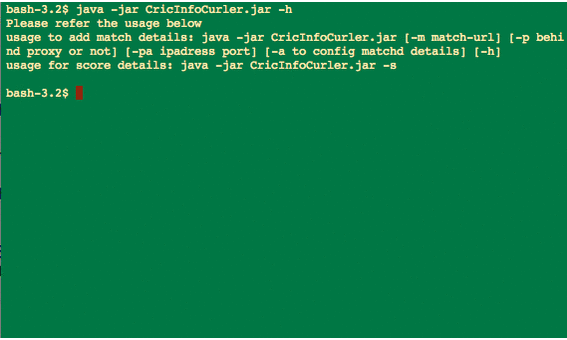 bash-3.2$ java -jar CricInfoCurler.jar -h
Please refer the usage below
usage to add match details: java -jar CricInfoCurler.jar [-m match-url] [-p behi
nd proxy or not] [-pa ipadress port] [-a to config matchd details] [-h]
usage for score details: java -jar CricInfoCurler.jar -s
bash-3.2$